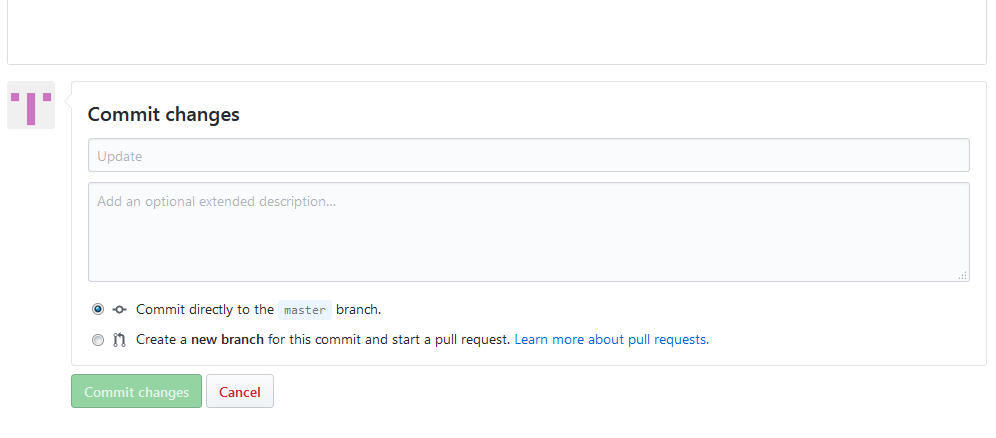 Commit changes
Update
Add an optional extended description...
Commit directly to the master branch.
Create a new branch for this commit and start a pull request. Learn more about pull requests.
Commit changes Cancel